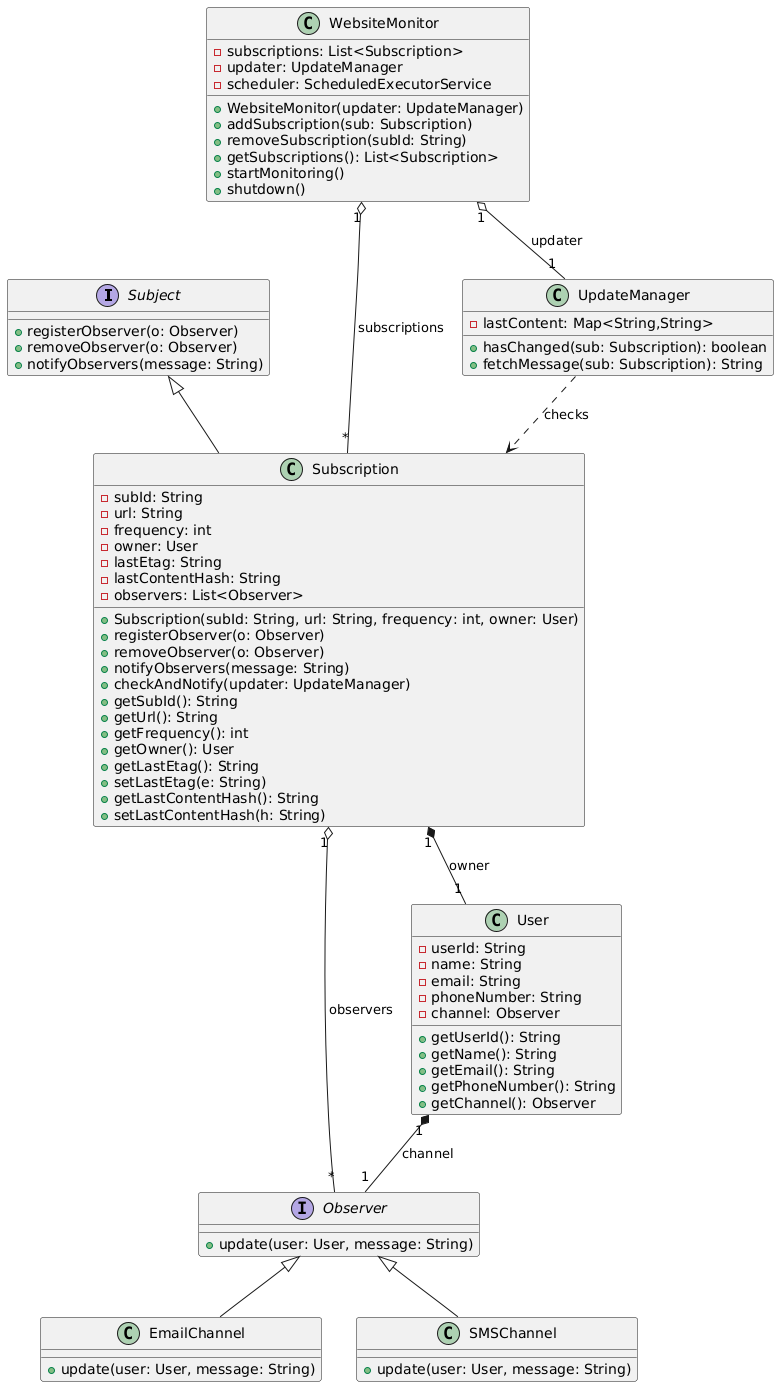 C WebsiteMonitor
subscriptions: List<Subscription>
updater: UpdateManager
scheduler: ScheduledExecutorService
WebsiteMonitor(updater: UpdateManager)
addSubscription(sub: Subscription)
removeSubscription(subId: String)
getSubscriptions(): List<Subscription>
startMonitoring()
shutdown()
1
1
updater
1
I Subject
registerObserver(o: Observer)
removeObserver(o: Observer)
notifyObservers(message: String)
subscriptions
C UpdateManager
lastContent: Map<String,String>
hasChanged(sub: Subscription): boolean
fetchMessage(sub: Subscription): String
checks
*
C Subscription
subId: String
url: String
frequency: int
owner: User
lastEtag: String
lastContentHash: String
observers: List<Observer>
Subscription(subId: String, url: String, frequency: int, owner: User)
registerObserver(o: Observer)
removeObserver(o: Observer)
notifyObservers(message: String)
checkAndNotify(updater: UpdateManager)
getSubId(): String
getUrl(): String
getFrequency(): int
getOwner(): User
getLastEtag(): String
setLastEtag(e: String)
getLastContentHash(): String
setLastContentHash(h: String)
1
1
owner
1
C User
userId: String
name: String
email: String
phoneNumber: String
channel: Observer
getUserId(): String
getName(): String
getEmail(): String
getPhoneNumber(): String
getChannel(): Observer
observers
1
channel
*
1
I Observer
update(user: User, message: String)
C EmailChannel
update(user: User, message: String)
C SMSChannel
update(user: User, message: String)